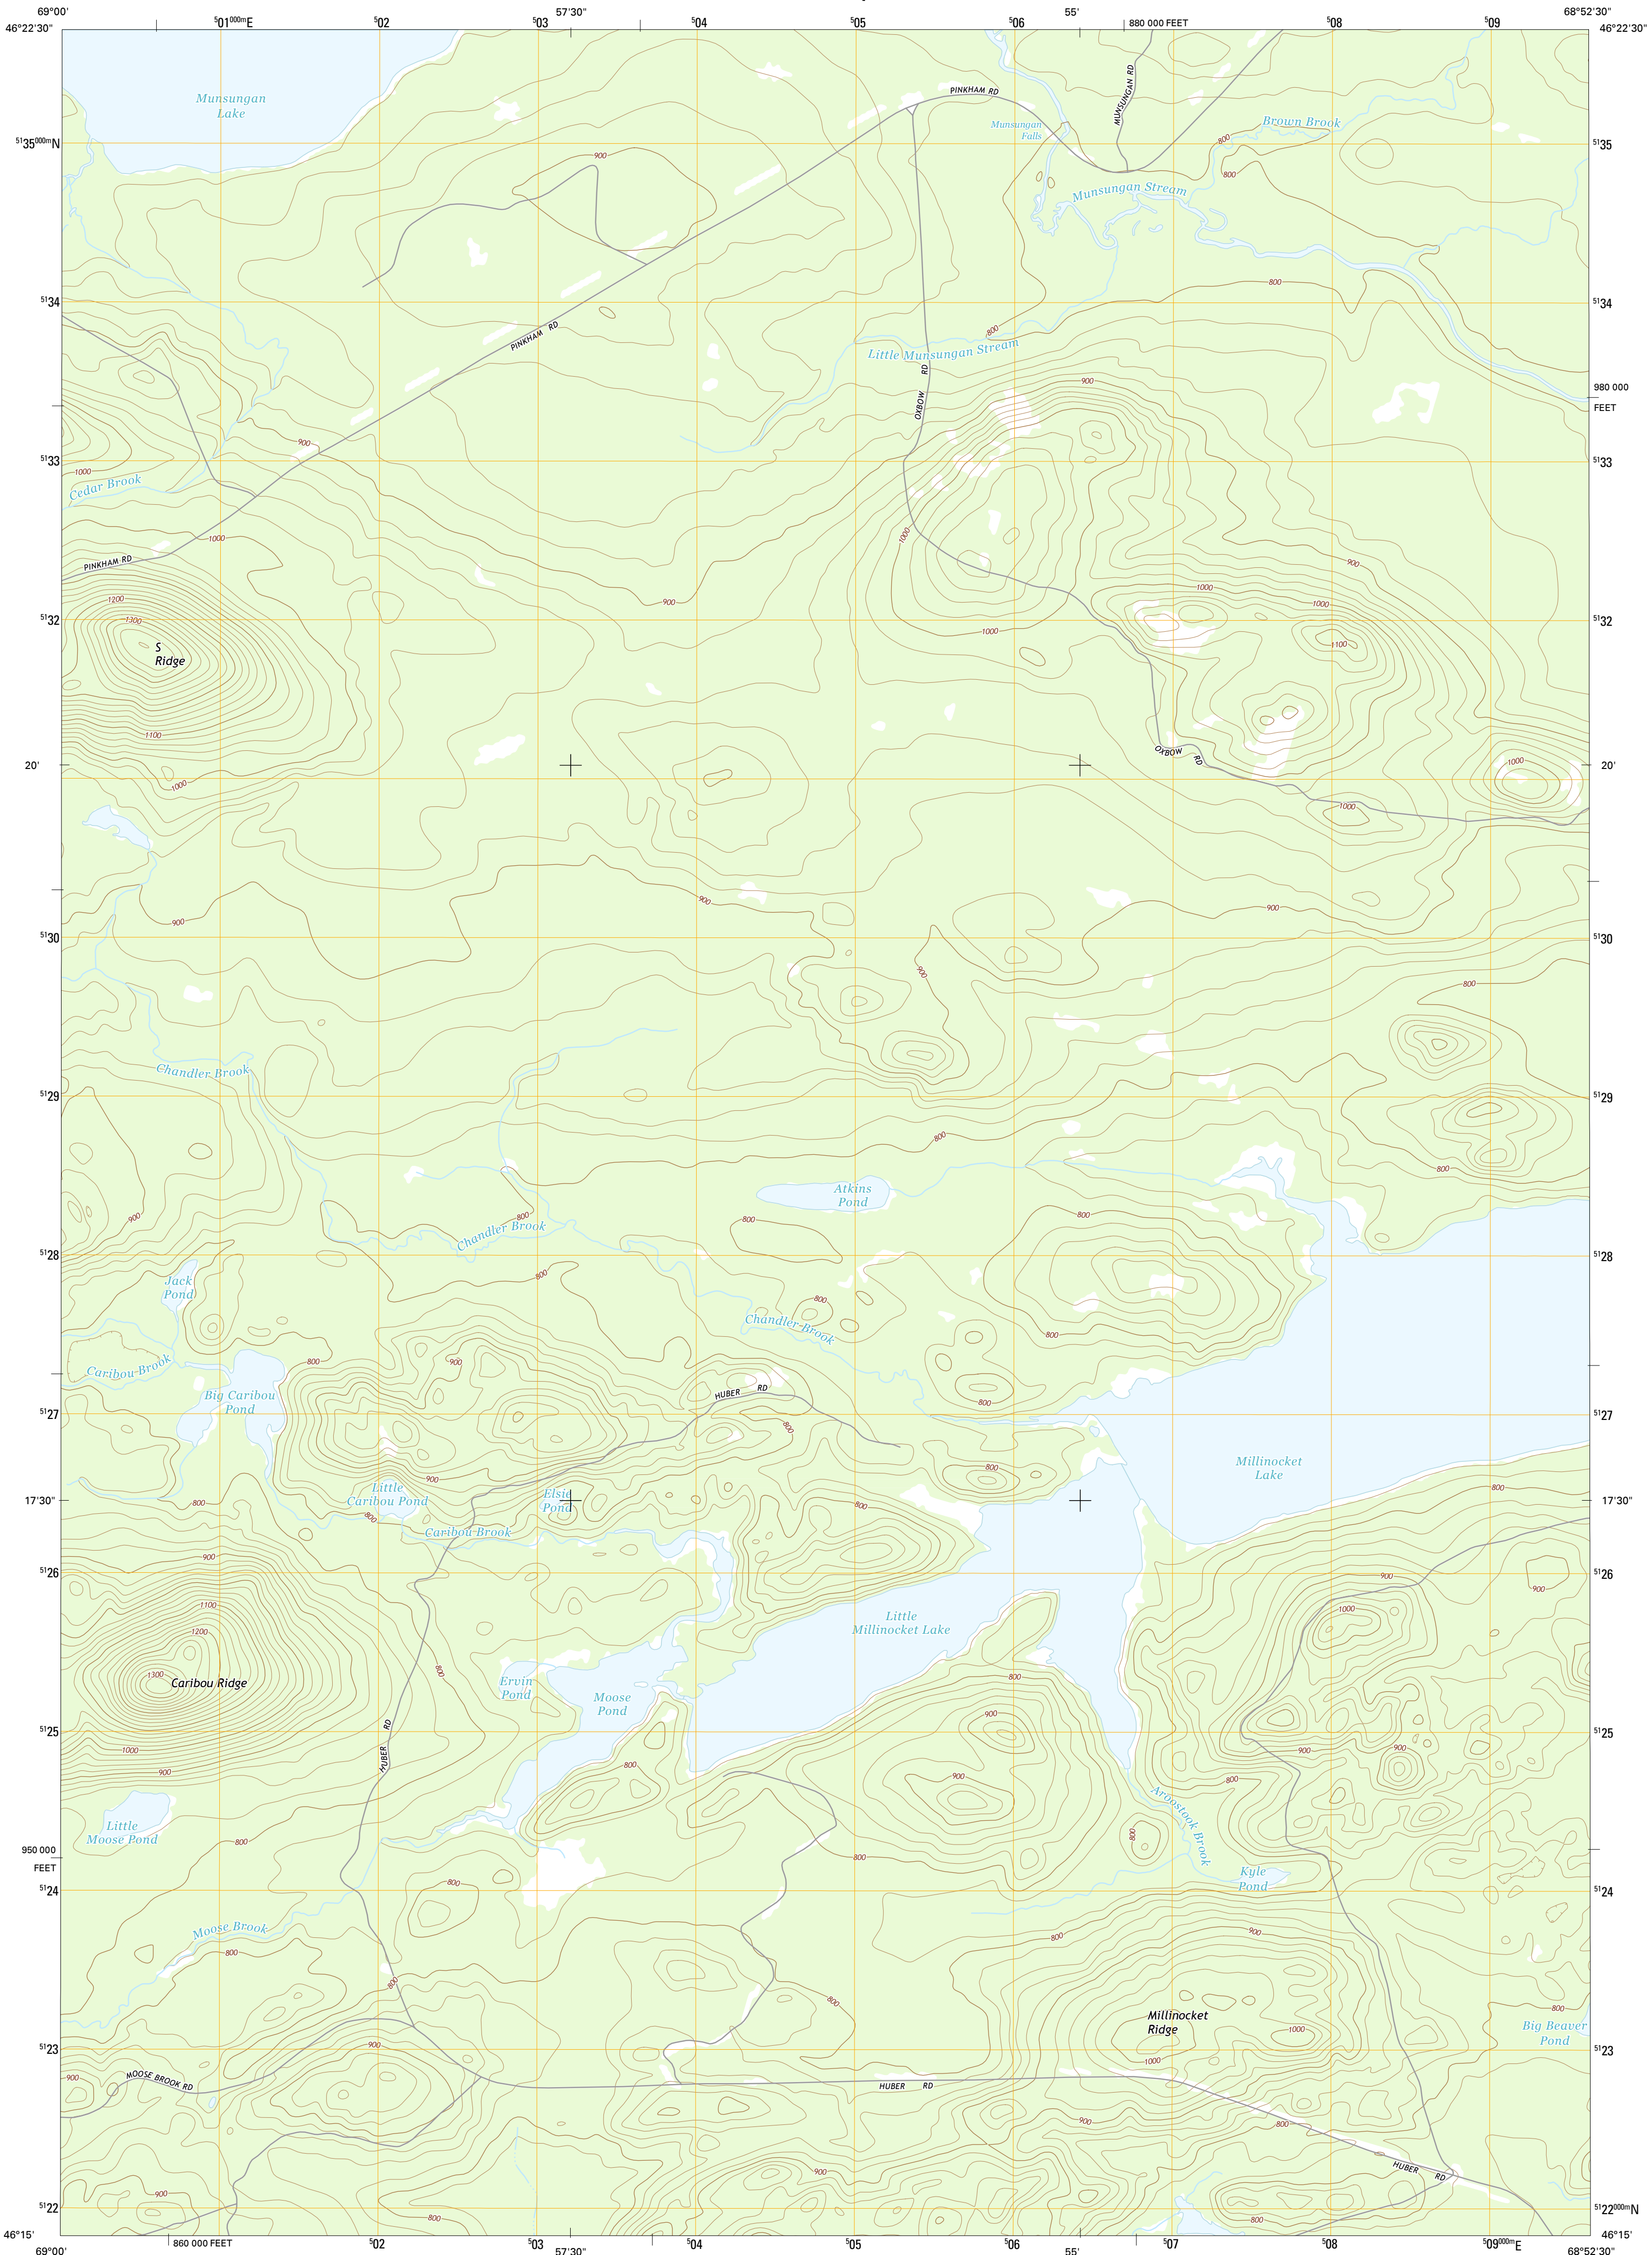 69°00'
501000mE
502
57'30"
503
504
505
506
55'
880 000 FEET
508
509
68°52'30"
46°22'30"
46°22'30"
Munsungan
Lake
PINKHAM RD
MUNSUNGAN RD
Munsungan
Falls
Brown Brook
800
5135000mN
5135
900
800
Munsungan Stream
5134
800
5134
PINKHAM RD
800
Little Munsungan Stream
OXBOW RD
900
980 000
FEET
900
5133
5133
1000
Cedar Brook
1000
1000
PINKHAM RD
900
1200
900
1000
1000
1300
5132
5132
1000
S
Ridge
1100
1100
OXBOW RD
20'
20'
1000
1000
1000
900
900
900
5130
5130
900
800
Chandler Brook
5129
5129
800
800
Atkins
Pond
900
800
800
800
Chandler Brook
5128
5128
800
Jack
Pond
800
Chandler Brook
800
800
900
Caribou Brook
Big Caribou
Pond
HUBER RD
800
5127
5127
800
800
Millinocket
Lake
900
Little
Caribou Pond
Elsie
Pond
800
17'30"
17'30"
800
800
800
Caribou Brook
900
5126
5126
900
900
1100
1000
Little
Millinocket Lake
1200
800
1300
Caribou Ridge
800
Ervin
Pond
Moose
Pond
900
HUBER RD
5125
5125
1000
900
900
900
800
900
800
Aroostook Brook
Little
Moose Pond
800
800
950 000
FEET
800
Kyle
Pond
800
5124
5124
Moose Brook
800
800
900
800
800
800
Millinocket
Ridge
1000
Big Beaver
Pond
900
5123
5123
1000
900
MOOSE BROOK RD
HUBER RD
900
800
HUBER RD
900
900
5122
5122000mN
800
800
46°15'
46°15'
69°00'
860 000 FEET
502
503
57'30"
504
505
506
55'
507
508
509000mE
68°52'30"